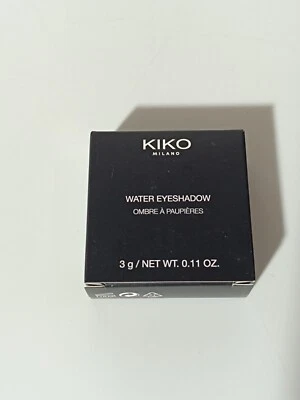 KIKO
MILANO
WATER EYESHADOW
OMBRE À PAUPIÈRES
3 g / NET WT. 0.11 OZ.